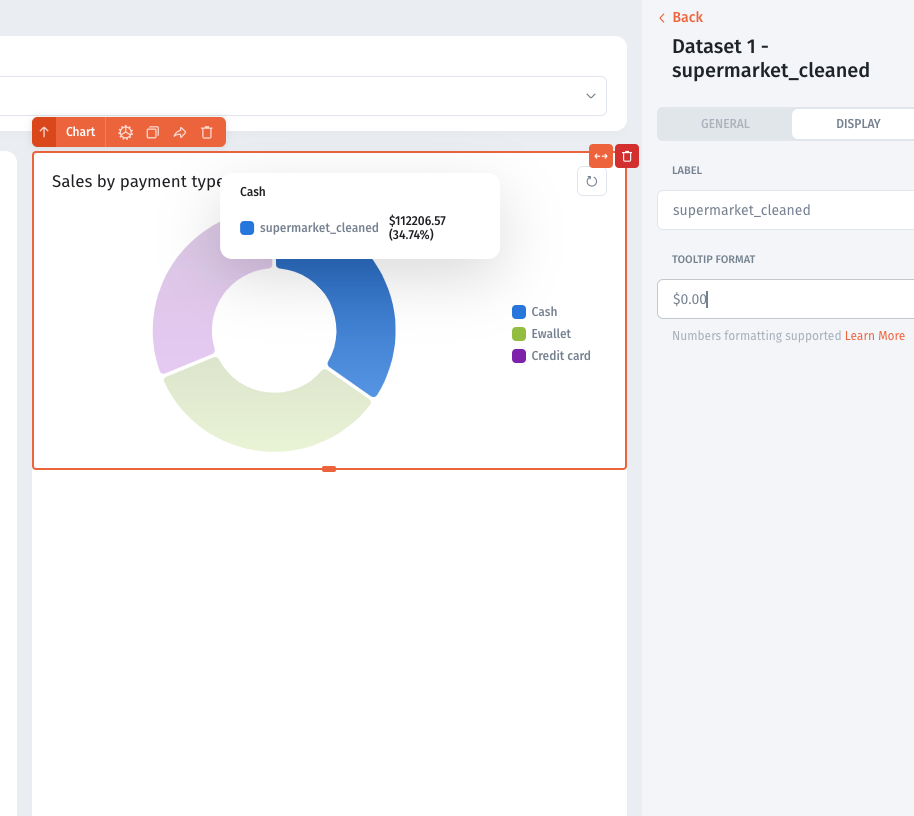 Back
Dataset 1 -
supermarket_cleaned
GENERAL
DISPLAY
LABEL
supermarket_cleaned
TOOLTIP FORMAT
$0.00
Numbers formatting supported Learn More
Chart
Sales by payment type
Cash
supermarket_cleaned
$112206.57
(34.74%)
Cash
Ewallet
Credit card